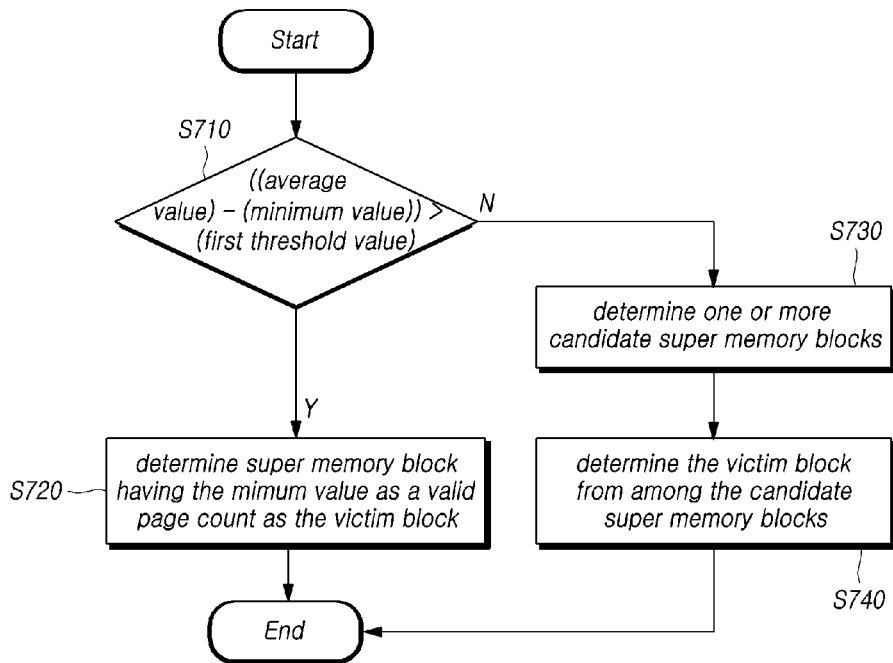 Start
S710
((average
value) – (minimum value)) >
(first threshold value)
N
S730
determine one or more
candidate super memory blocks
Y
S720
determine super memory block
having the mimum value as a valid
page count as the victim block
determine the victim block
from among the candidate
super memory blocks
S740
End